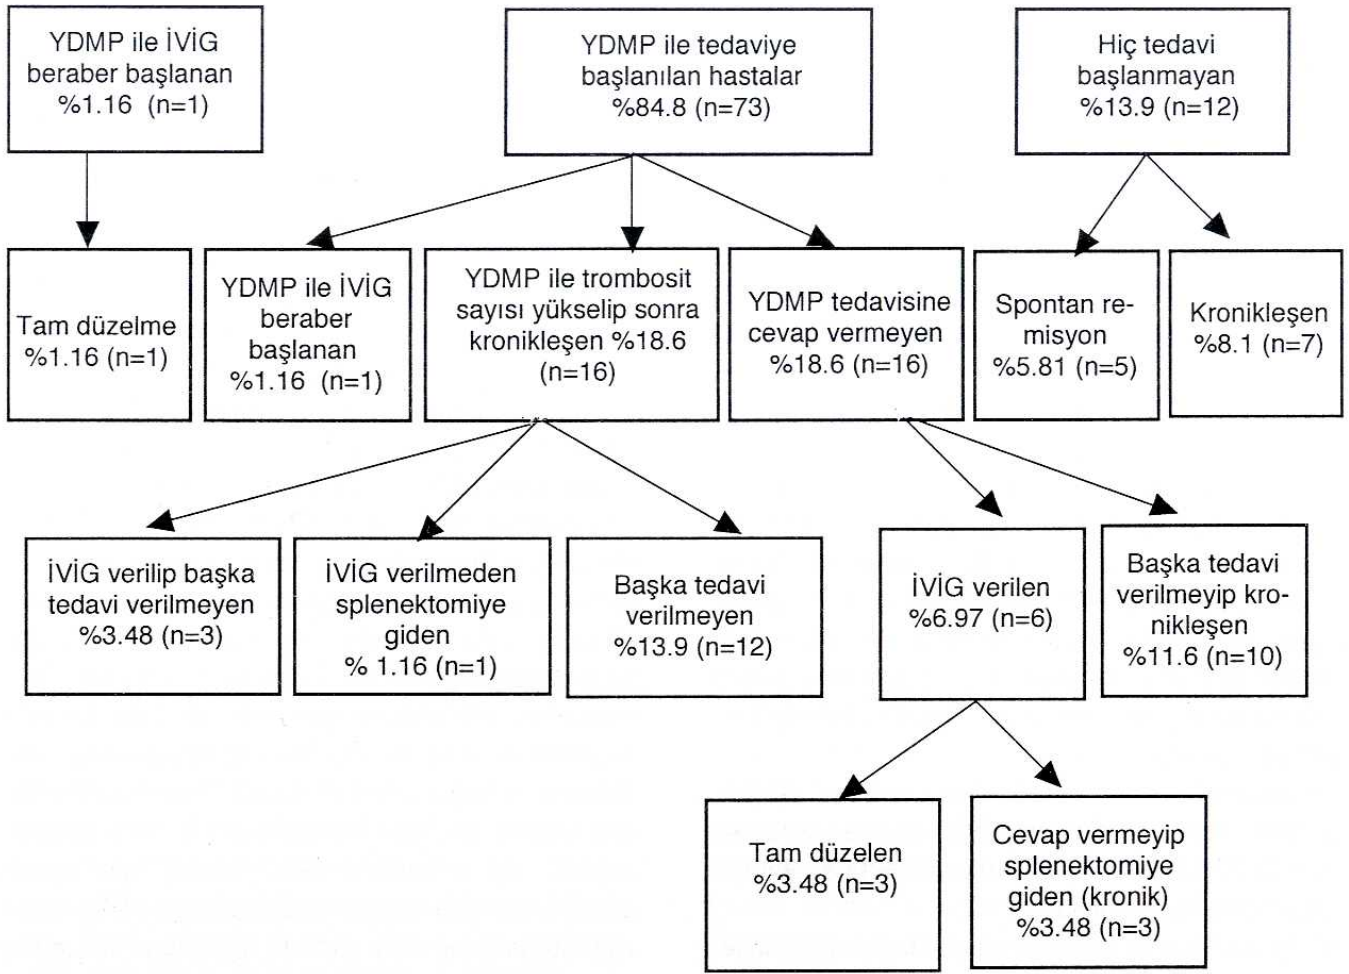 YDMP ile İVİG
beraber başlanan
%1.16 (n=1)
YDMP ile tedaviye
başlanılan hastalar
%84.8 (n=73)
Hiç tedavi
başlanmayan
%13.9 (n=12)
Tam düzelme
%1.16 (n=1)
YDMP ile İVİG
beraber
başlanan
%1.16 (n=1)
YDMP ile trombosit
sayısı yükselip sonra
kronikleşen %18.6
(n=16)
YDMP tedavisine
cevap vermeyen
%18.6 (n=16)
Spontan re-
misyon
%5.81 (n=5)
Kronikleşen
%8.1 (n=7)
İVİG verilip başka
tedavi verilmeyen
%3.48 (n=3)
İVİG verilmeden
splenektomiye
giden
% 1.16 (n=1)
Başka tedavi
verilmeyen
%13.9 (n=12)
İVİG verilen
%6.97 (n=6)
Başka tedavi
verilmeyip kro-
nikleşen
%11.6 (n=10)
Tam düzelen
%3.48 (n=3)
Cevap vermeyip
splenektomiye
giden (kronik)
%3.48 (n=3)